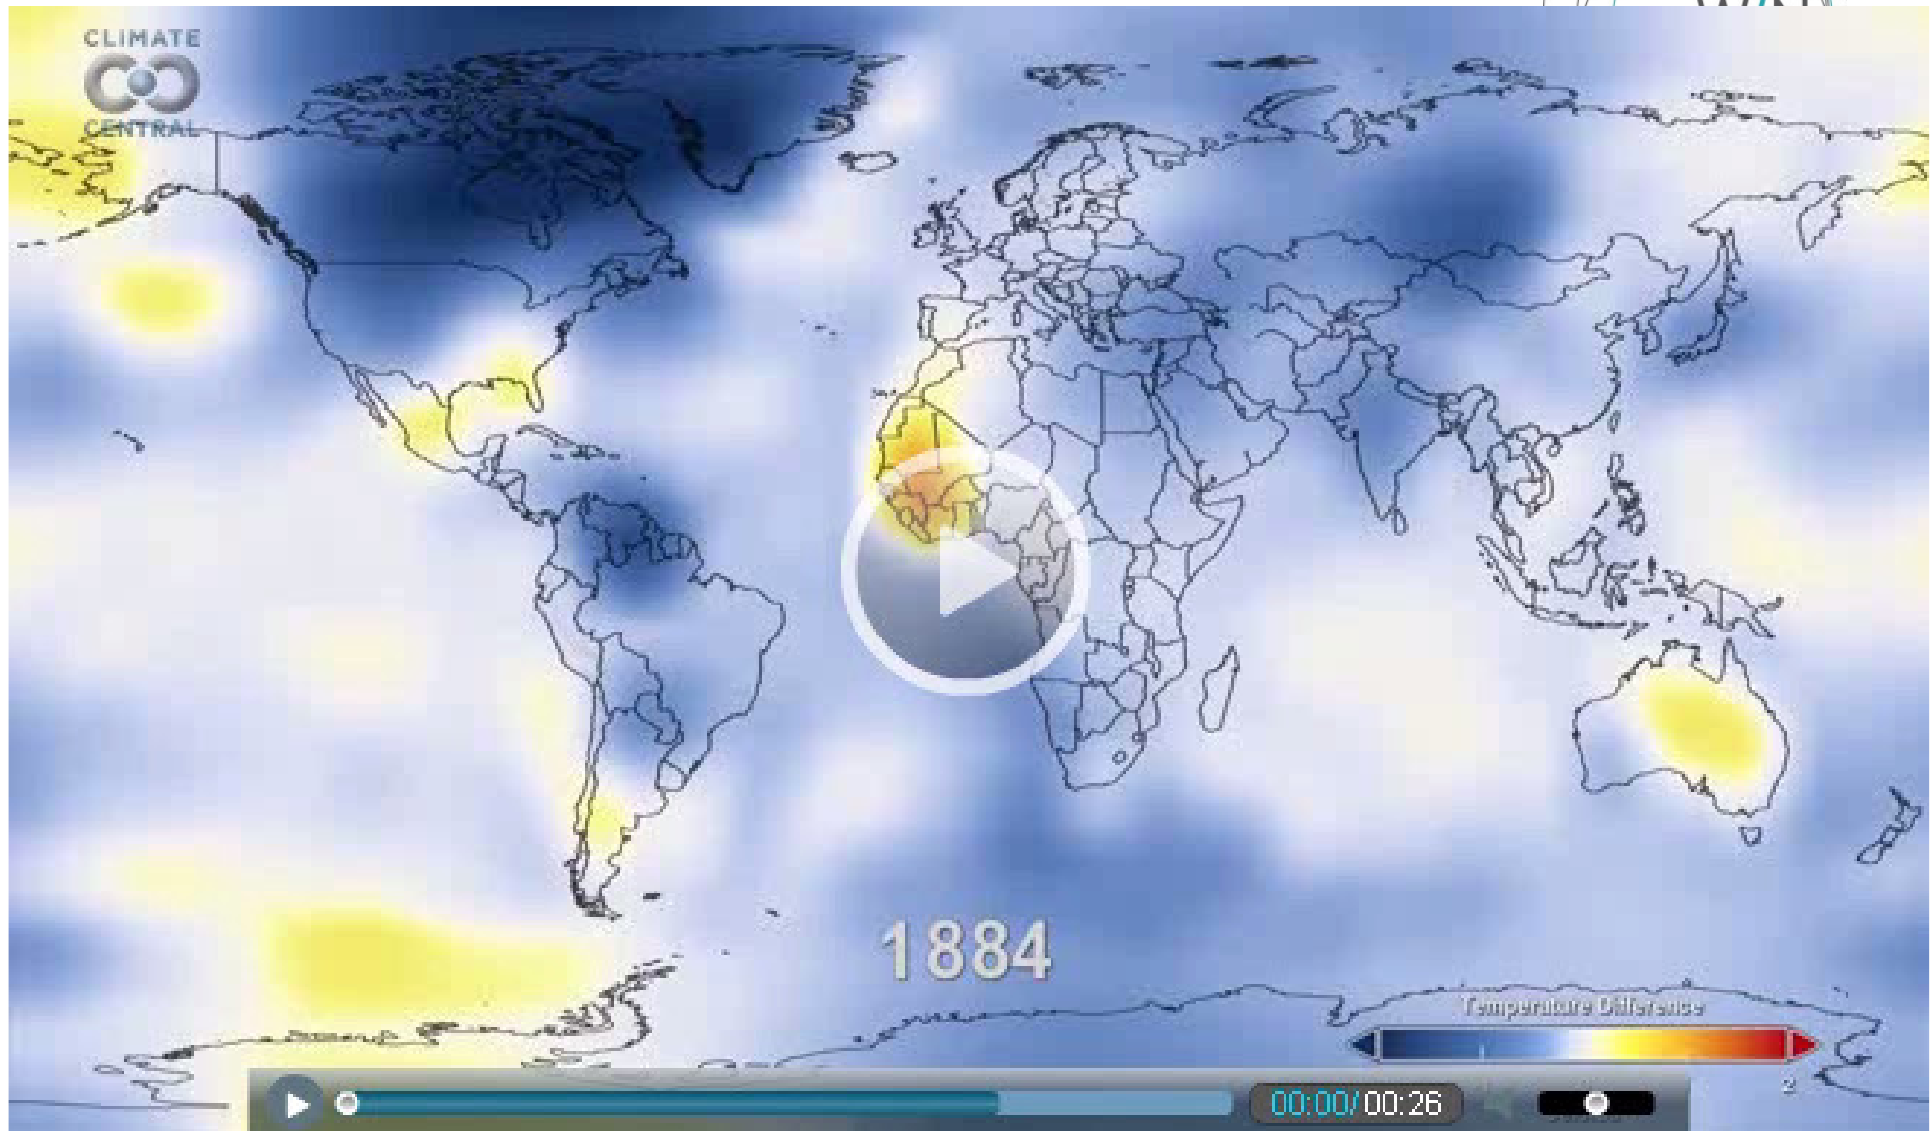 CLIMATE
CENTRAL
1884
Temperature Difference
2
00:00/00:26